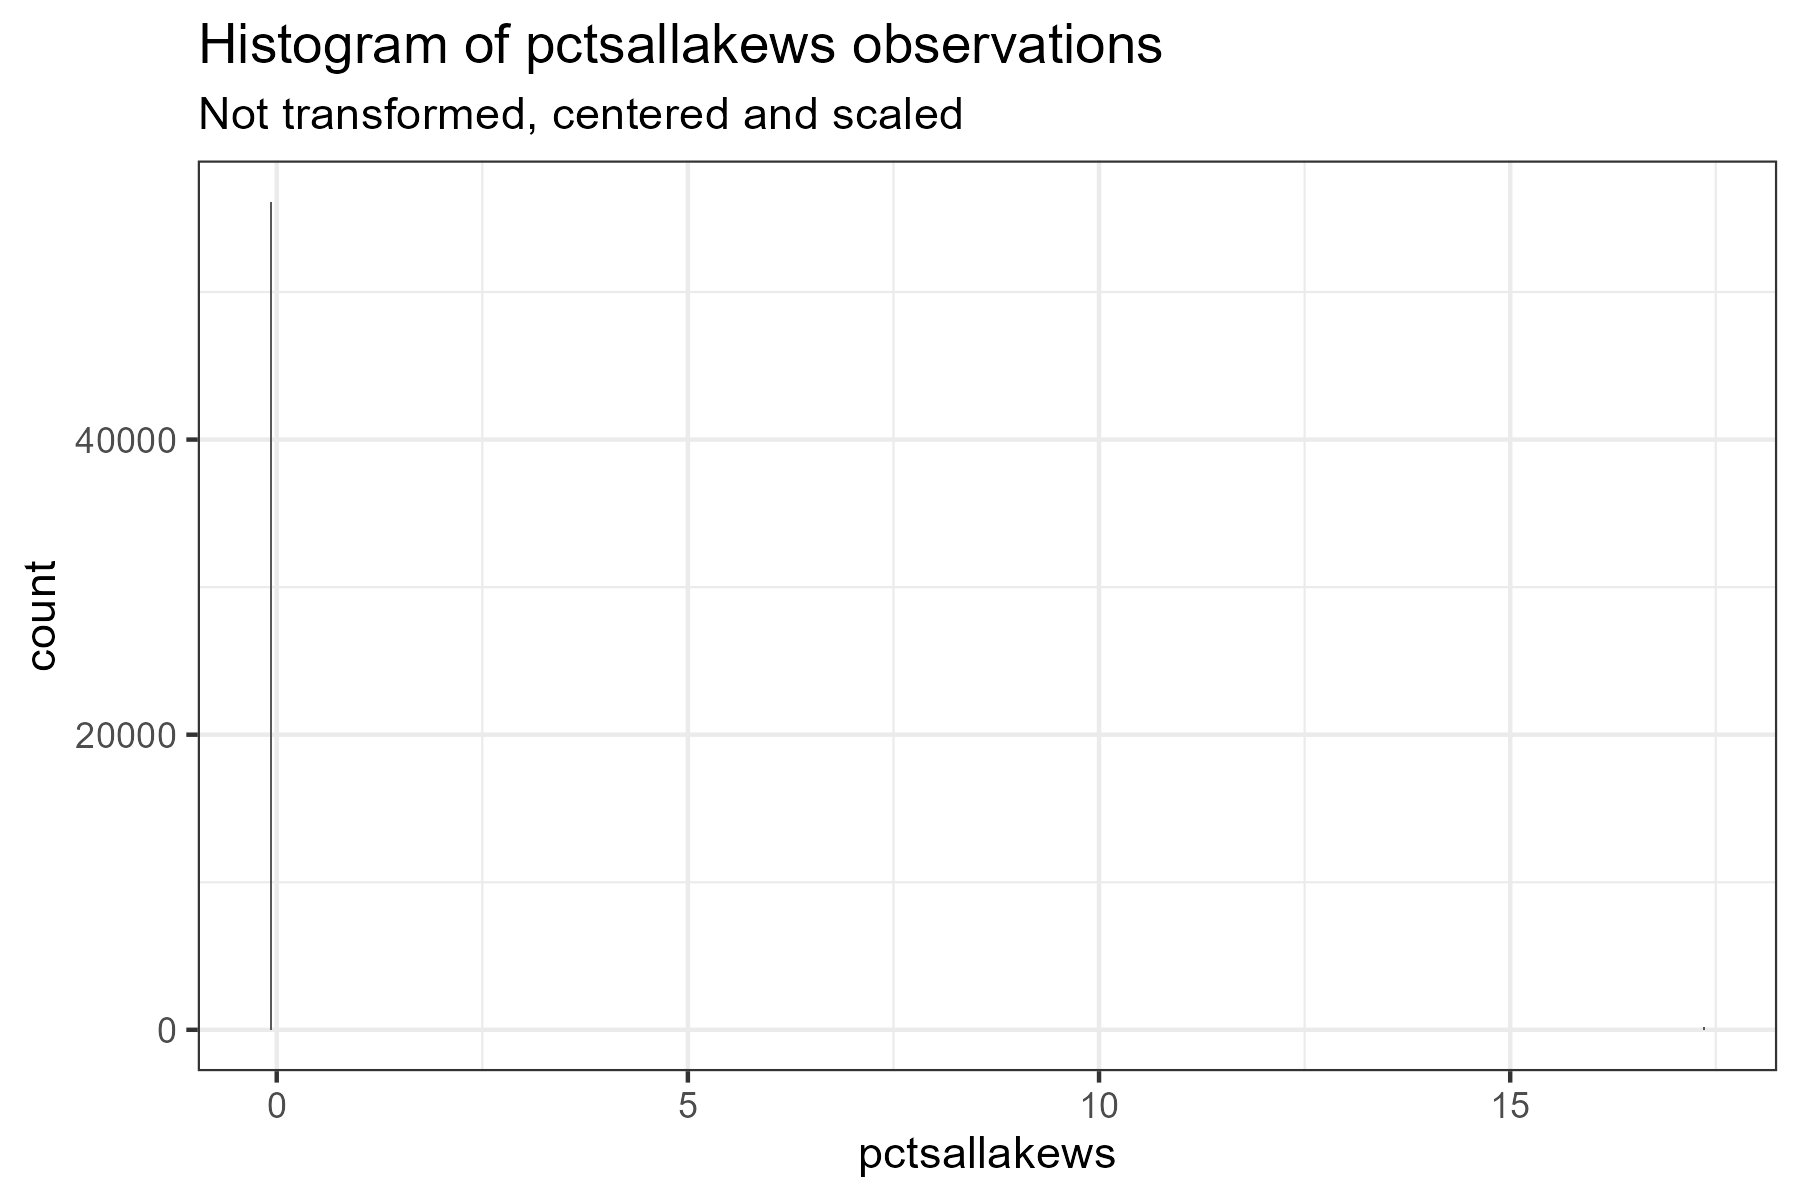 Histogram of pctsallakews observations
Not transformed, centered and scaled
count
40000
20000
0
0 5 10 15
pctsallakews